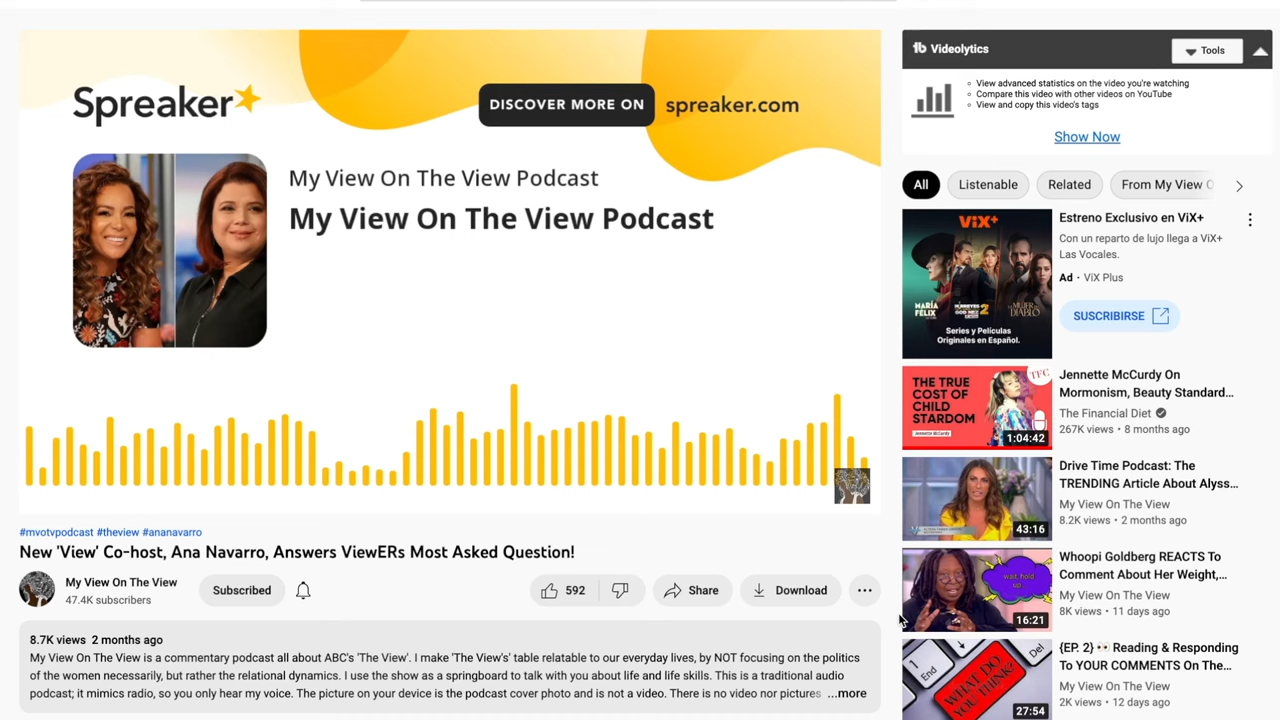 Spreaker
DISCOVER MORE ON spreaker.com
My View On The View Podcast
My View On The View Podcast
#mvotvpodcast #theview #ananavarro
New 'View' Co-host, Ana Navarro, Answers ViewERs Most Asked Question!
My View On The View
47.4K subscribers
Subscribed
592
Share
Download
8.7K views 2 months ago
My View On The View is a commentary podcast all about ABC's 'The View'. I make 'The View's' table relatable to our everyday lives, by NOT focusing on the politics
of the women necessarily, but rather the relational dynamics. I use the show as a springboard to talk with you about life and life skills. This is a traditional audio
podcast; it mimics radio, so you only hear my voice. The picture on your device is the podcast cover photo and is not a video. There is no video nor pictures ...more
tb Videolytics
Tools
View advanced statistics on the video you're watching
Compare this video with other videos on YouTube
View and copy this video's tags
Show Now
All
Listenable
Related
From My View O
ViX+
MARÍA
FÉLIX
Series y Películas
Originales en Español.
Estreno Exclusivo en ViX+
Con un reparto de lujo llega a ViX+
Las Vocales.
Ad · ViX Plus
SUSCRIBIRSE
THE TRUE
COST OF
CHILD
STARDOM
Jennette McCurdy
TFC
1:04:42
Jennette McCurdy On
Mormonism, Beauty Standard...
The Financial Diet
267K views · 8 months ago
43:16
Drive Time Podcast: The
TRENDING Article About Alyss...
My View On The View
8.2K views · 2 months ago
wait, hold
up.
16:21
Whoopi Goldberg REACTS To
Comment About Her Weight,...
My View On The View
8K views · 11 days ago
End
Del
WHAT DO
YOU THINK?
27:54
{EP. 2} 👀 Reading & Responding
To YOUR COMMENTS On The...
My View On The View
2K views · 12 days ago